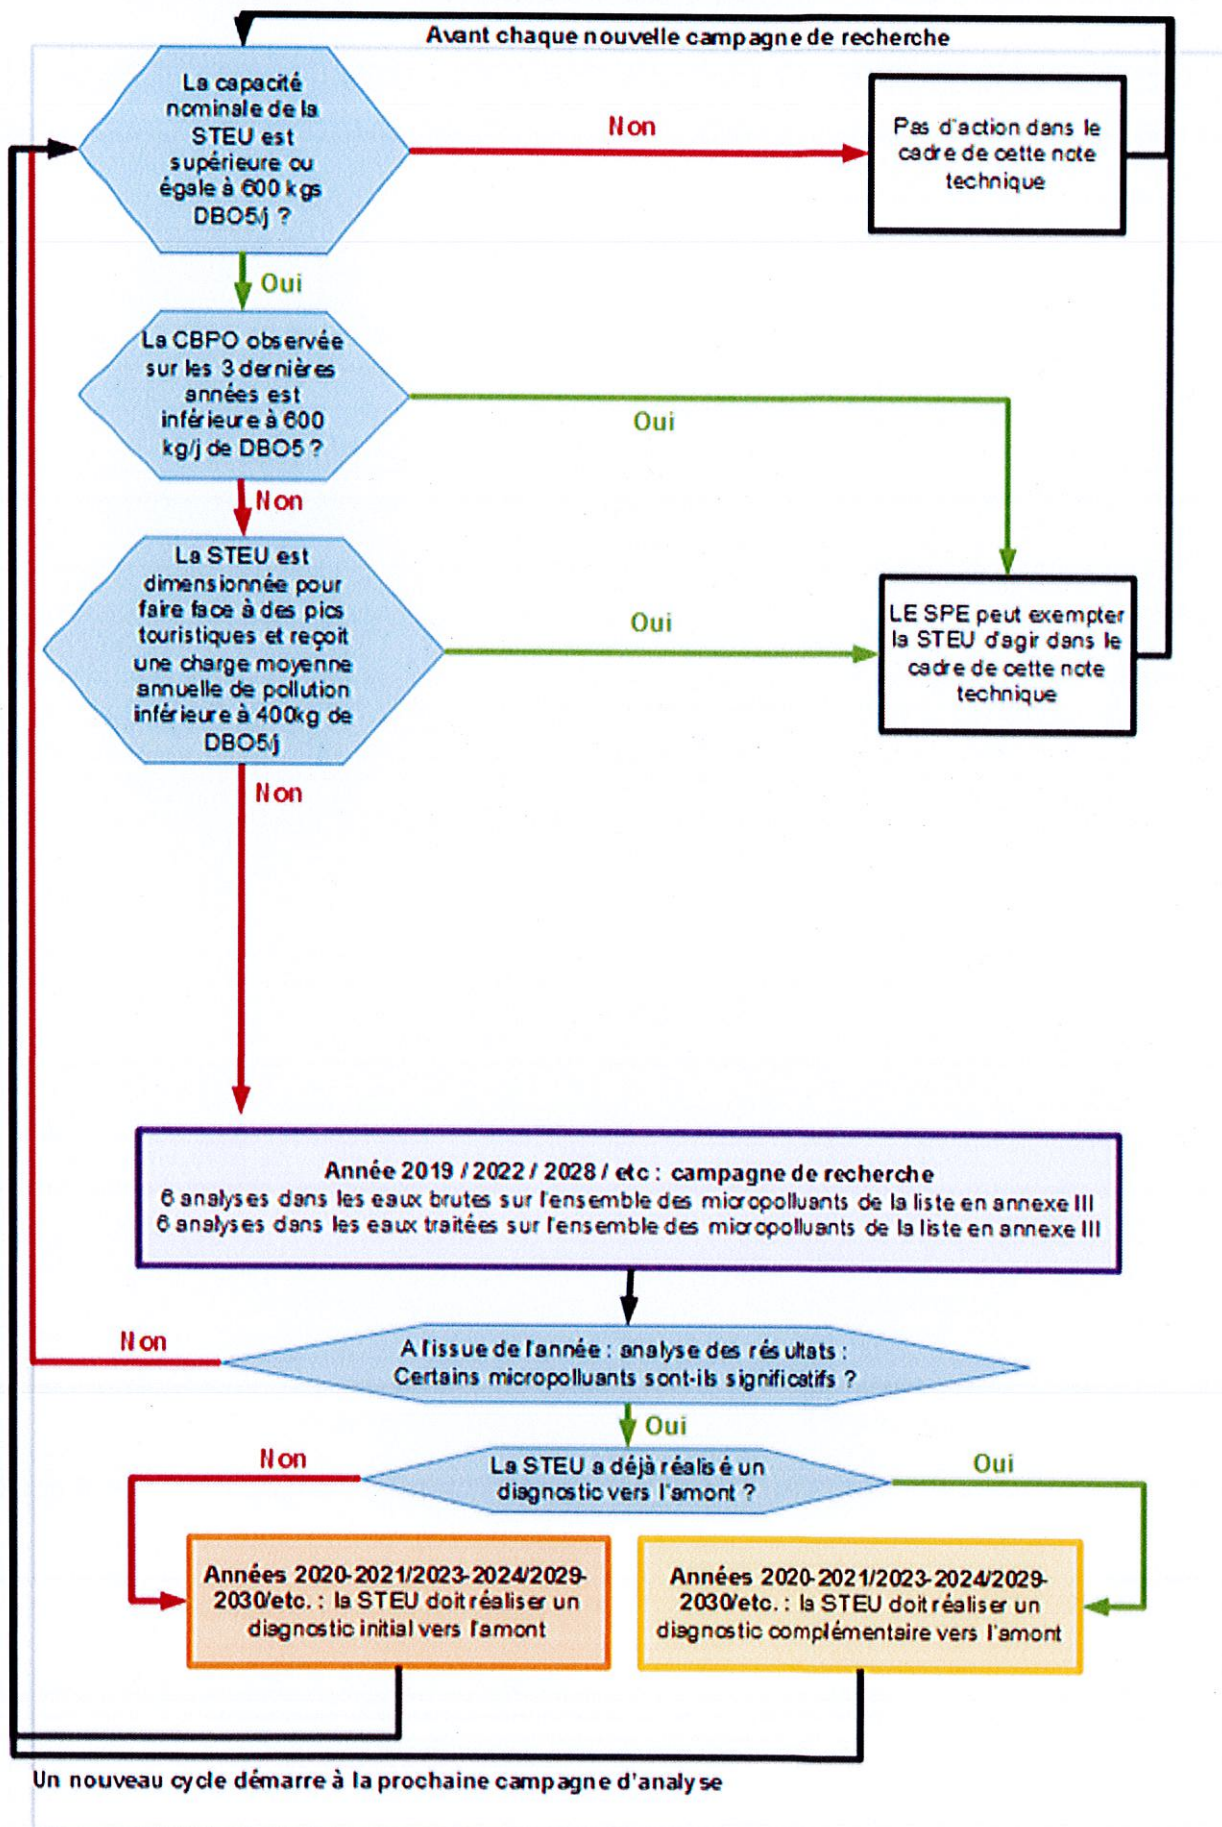 Avant chaque nouvelle campagne de recherche
La capacité
nominale de la
STEU est
supérieure ou
égale à 600 kgs
DBO5/j ?
Non
Pas d'action dans le
cadre de cette note
technique
Oui
La CBPO observée
sur les 3 dernières
années est
inférieure à 600
kg/j de DBO5 ?
Oui
Non
La STEU est
dimensionnée pour
faire face à des pics
touristiques et reçoit
une charge moyenne
annuelle de pollution
inférieure à 400kg de
DBO5/j
Oui
LE SPE peut exempter
la STEU d'agir dans le
cadre de cette note
technique
Non
Année 2019 / 2022 / 2028 / etc : campagne de recherche
6 analyses dans les eaux brutes sur l'ensemble des micropolluants de la liste en annexe III
6 analyses dans les eaux traitées sur l'ensemble des micropolluants de la liste en annexe III
Non
A l'issue de l'année : analyse des résultats :
Certains micropolluants sont-ils significatifs ?
Oui
Non
La STEU a déjà réalisé un
diagnostic vers l'amont ?
Oui
Années 2020-2021/2023-2024/2029-
2030/etc. : la STEU doit réaliser un
diagnostic initial vers l'amont
Années 2020-2021/2023-2024/2029-
2030/etc. : la STEU doit réaliser un
diagnostic complémentaire vers l'amont
Un nouveau cycle démarre à la prochaine campagne d'analyse